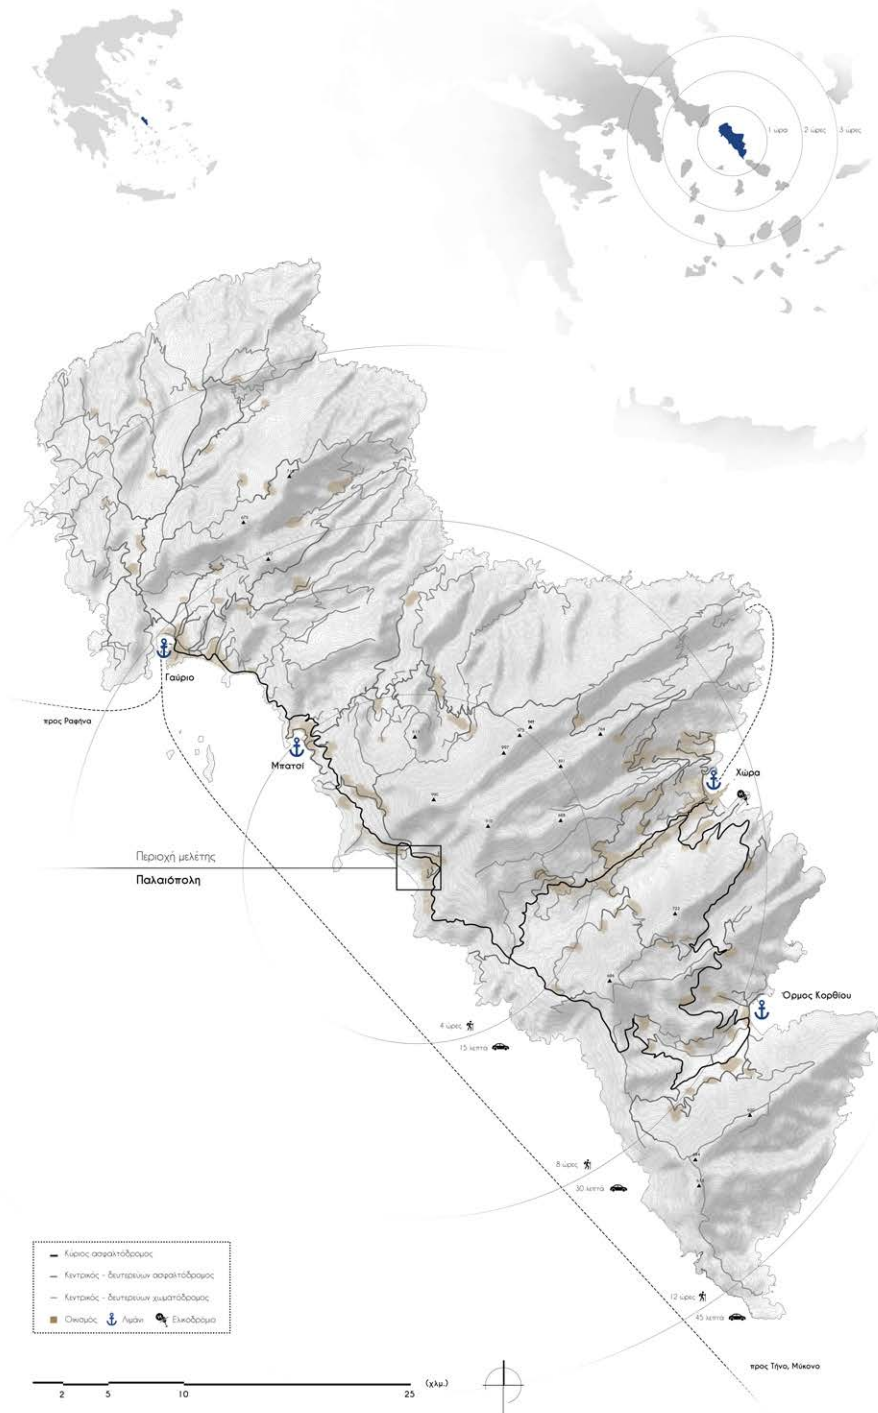 1 ώρα
2 ώρες
3 ώρες
Γαύριο
προς Ραφήνα
Μπατσί
Χώρα
Περιοχή μελέτης
Παλαιόπολη
Όρμος Κορθίου
4 ώρες
15 λεπτά
8 ώρες
30 λεπτά
12 ώρες
45 λεπτά
προς Τήνο, Μύκονο
Κύριος ασφαλτόδρομος
Κεντρικός - δευτερεύων ασφαλτόδρομος
Κεντρικός - δευτερεύων χωματόδρομος
Οικισμός
Λιμάνι
Ελικοδρόμιο
2 5 10 25 (χλμ.)